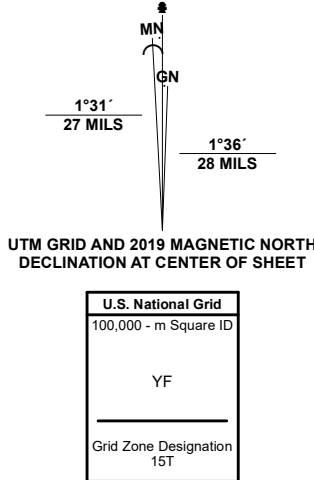 MN
GN
1°31´
27 MILS
1°36´
28 MILS
UTM GRID AND 2019 MAGNETIC NORTH
DECLINATION AT CENTER OF SHEET
U.S. National Grid
100,000 - m Square ID
YF
Grid Zone Designation
15T